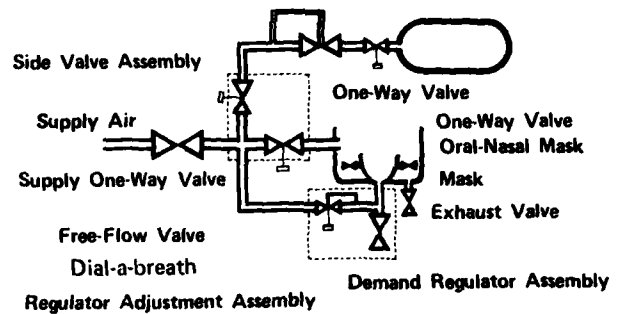 Side Valve Assembly
One-Way Valve
Supply Air
One-Way Valve
Oral-Nasal Mask
Supply One-Way Valve
Mask
Exhaust Valve
Free-Flow Valve
Dial-a-breath
Demand Regulator Assembly
Regulator Adjustment Assembly